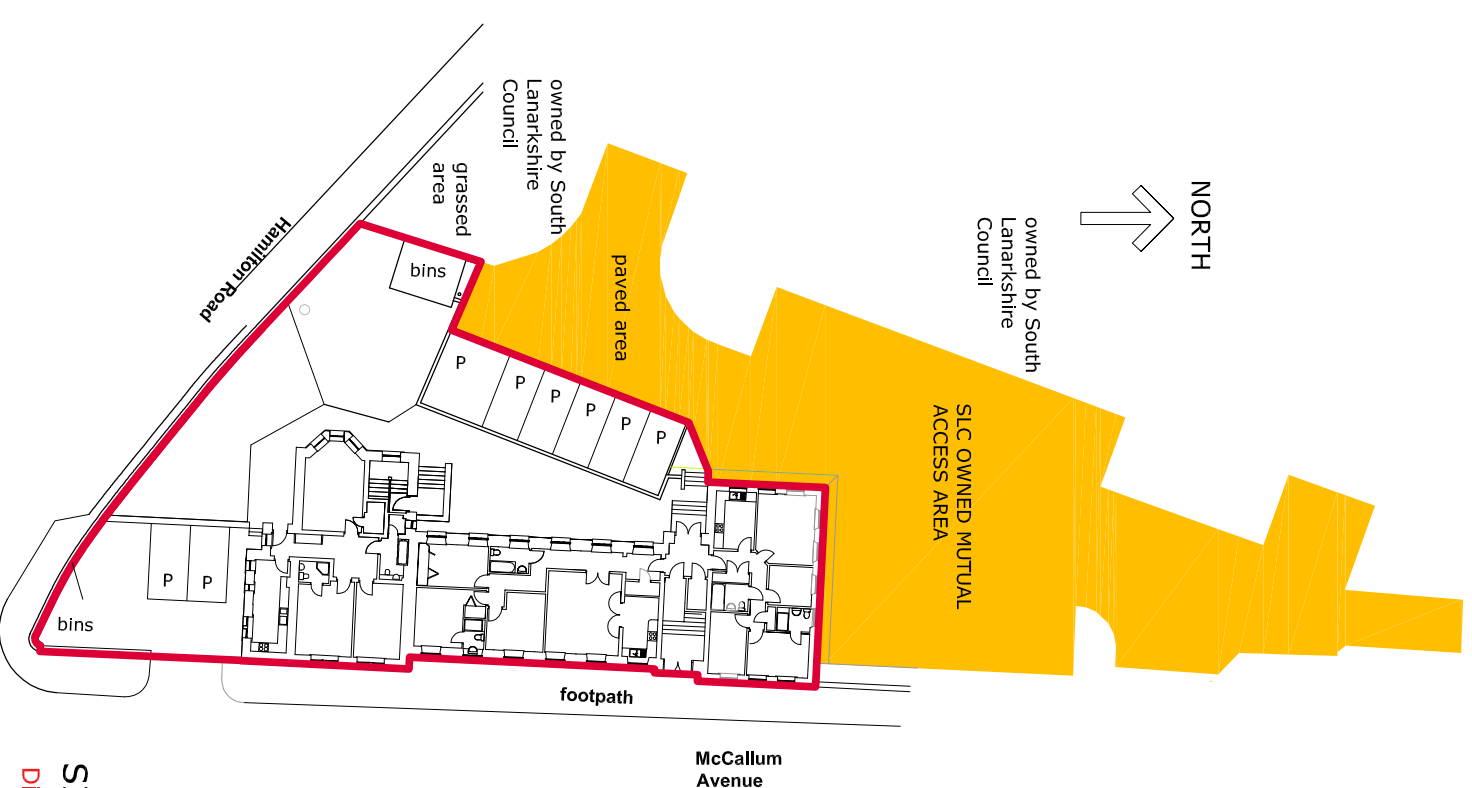 owned by South
Lanarkshire
Council
grassed
area
NORTH
owned by South
Lanarkshire
Council
Hamilton Road
bins
paved area
P
P
P
P
P
P
SLC OWNED MUTUAL
ACCESS AREA
P
P
bins
footpath
McCallum
Avenue
S
D